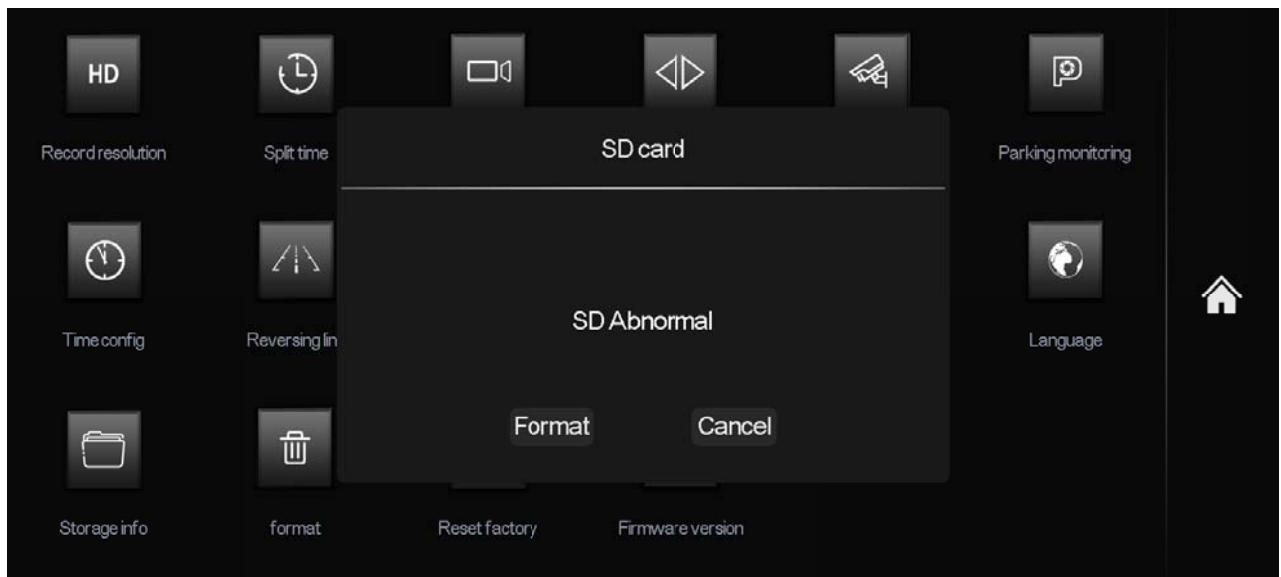 HD
Record resolution
Split time
SD card
Parking monitoring
Time config
Reversing lin
SD Abnormal
Language
Format
Cancel
Storage info
format
Reset factory
Firmware version